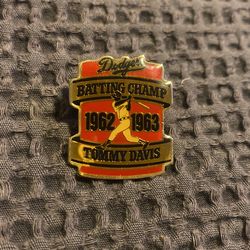 Dodgers
BATTING CHAMP
1962 1963
TOMMY DAVIS